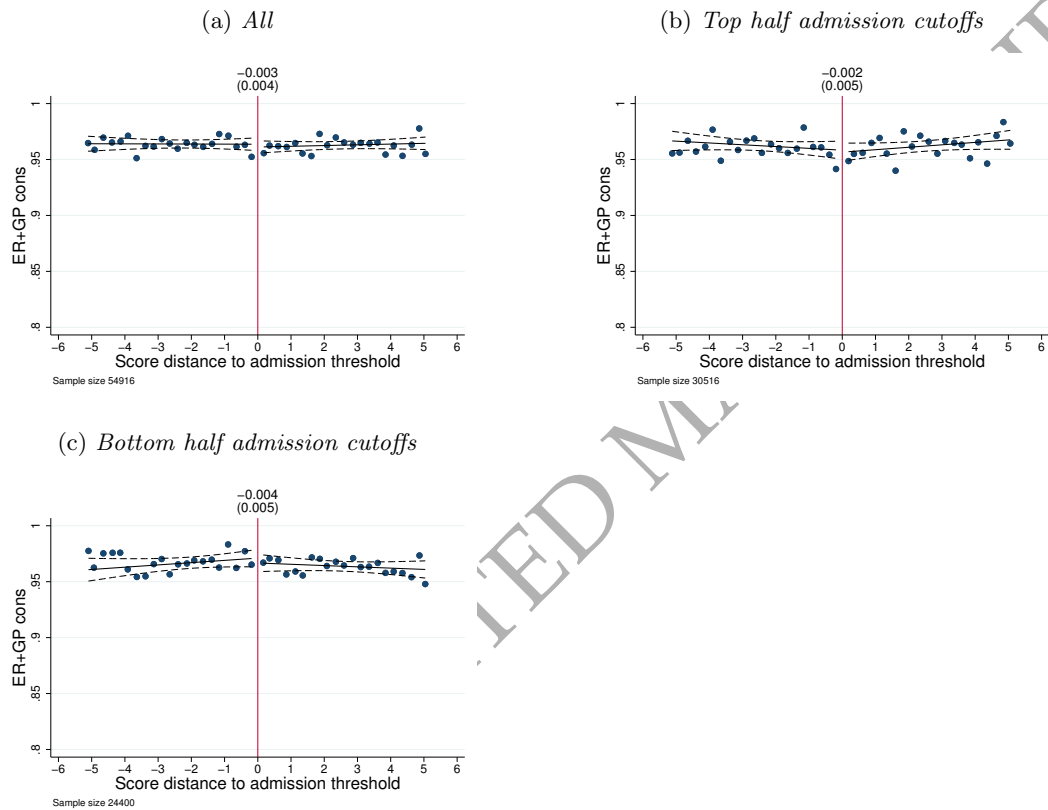 (a) All
−0.003
(0.004)
1
.95
.9
.85
.8
ER+GP cons
−6 −5 −4 −3 −2 −1 0 1 2 3 4 5 6
Score distance to admission threshold
Sample size 54916
(b) Top half admission cutoffs
−0.002
(0.005)
1
.95
.9
.85
.8
ER+GP cons
−6 −5 −4 −3 −2 −1 0 1 2 3 4 5 6
Score distance to admission threshold
Sample size 30516
(c) Bottom half admission cutoffs
−0.004
(0.005)
1
.95
.9
.85
.8
ER+GP cons
−6 −5 −4 −3 −2 −1 0 1 2 3 4 5 6
Score distance to admission threshold
Sample size 24400